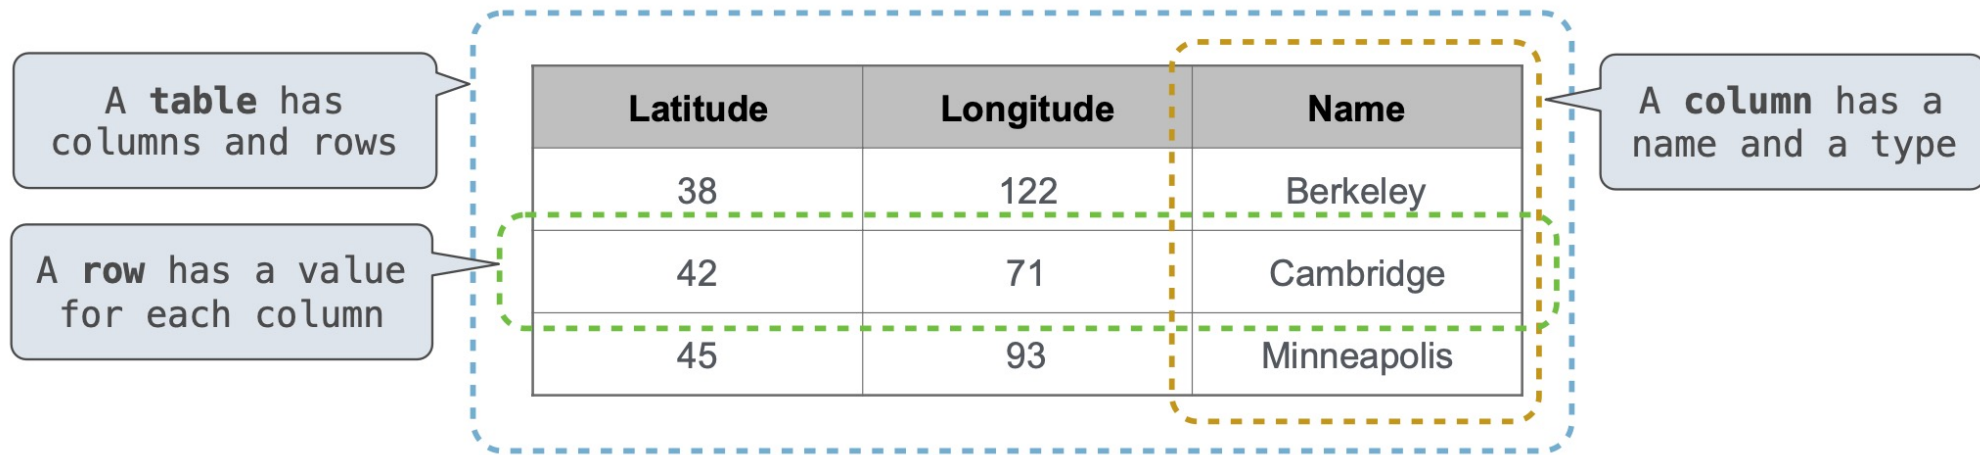 A table has
columns and rows
A row has a value
for each column
Latitude Longitude Name
38 122 Berkeley
42 71 Cambridge
45 93 Minneapolis
A column has a
name and a type